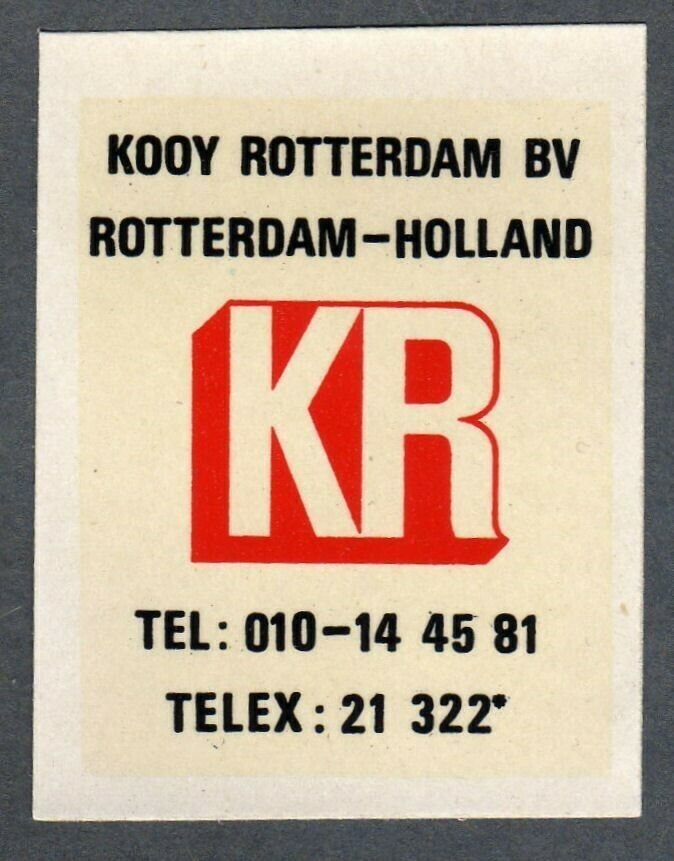 KOOY ROTTERDAM BV
ROTTERDAM-HOLLAND
KR
TEL: 010-14 45 81
TELEX: 21 322*